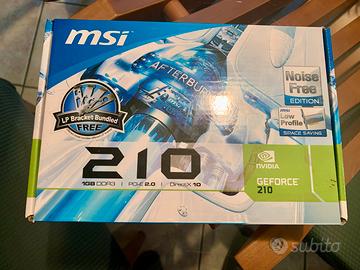 msi
AFTERBURNER
Noise
Free
EDITION
LP Bracket Bundled
FREE
msi
Low
Profile
SPACE SAVING
210
1GB DDR3 | PCI-E 2.0 | DirectX 10
NVIDIA
GEFORCE
210
subito